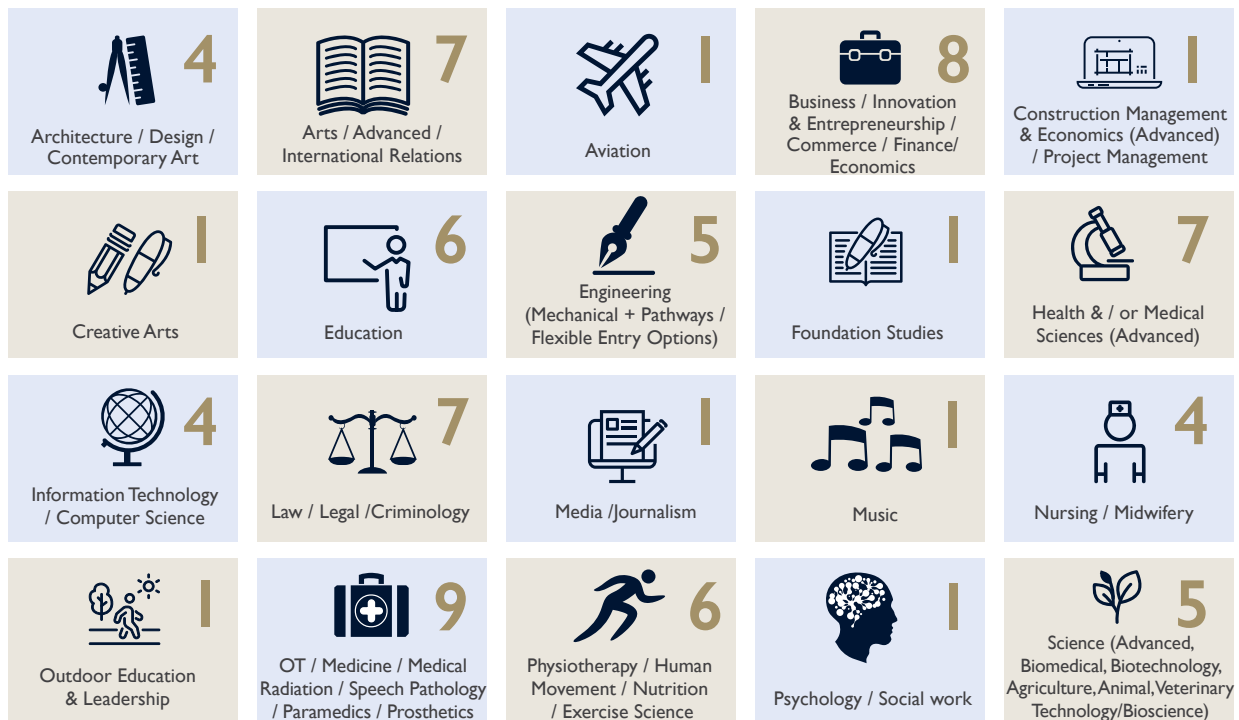 4
Architecture / Design /
Contemporary Art
7
Arts / Advanced /
International Relations
1
Aviation
8
Business / Innovation
& Entrepreneurship /
Commerce / Finance/
Economics
1
Construction Management
& Economics (Advanced)
/ Project Management
1
Creative Arts
6
Education
5
Engineering
(Mechanical + Pathways /
Flexible Entry Options)
1
Foundation Studies
7
Health & / or Medical
Sciences (Advanced)
4
Information Technology
/ Computer Science
7
Law / Legal /Criminology
1
Media /Journalism
1
Music
4
Nursing / Midwifery
1
Outdoor Education
& Leadership
9
OT / Medicine / Medical
Radiation / Speech Pathology
/ Paramedics / Prosthetics
6
Physiotherapy / Human
Movement / Nutrition
/ Exercise Science
1
Psychology / Social work
5
Science (Advanced,
Biomedical, Biotechnology,
Agriculture, Animal, Veterinary
Technology/Bioscience)